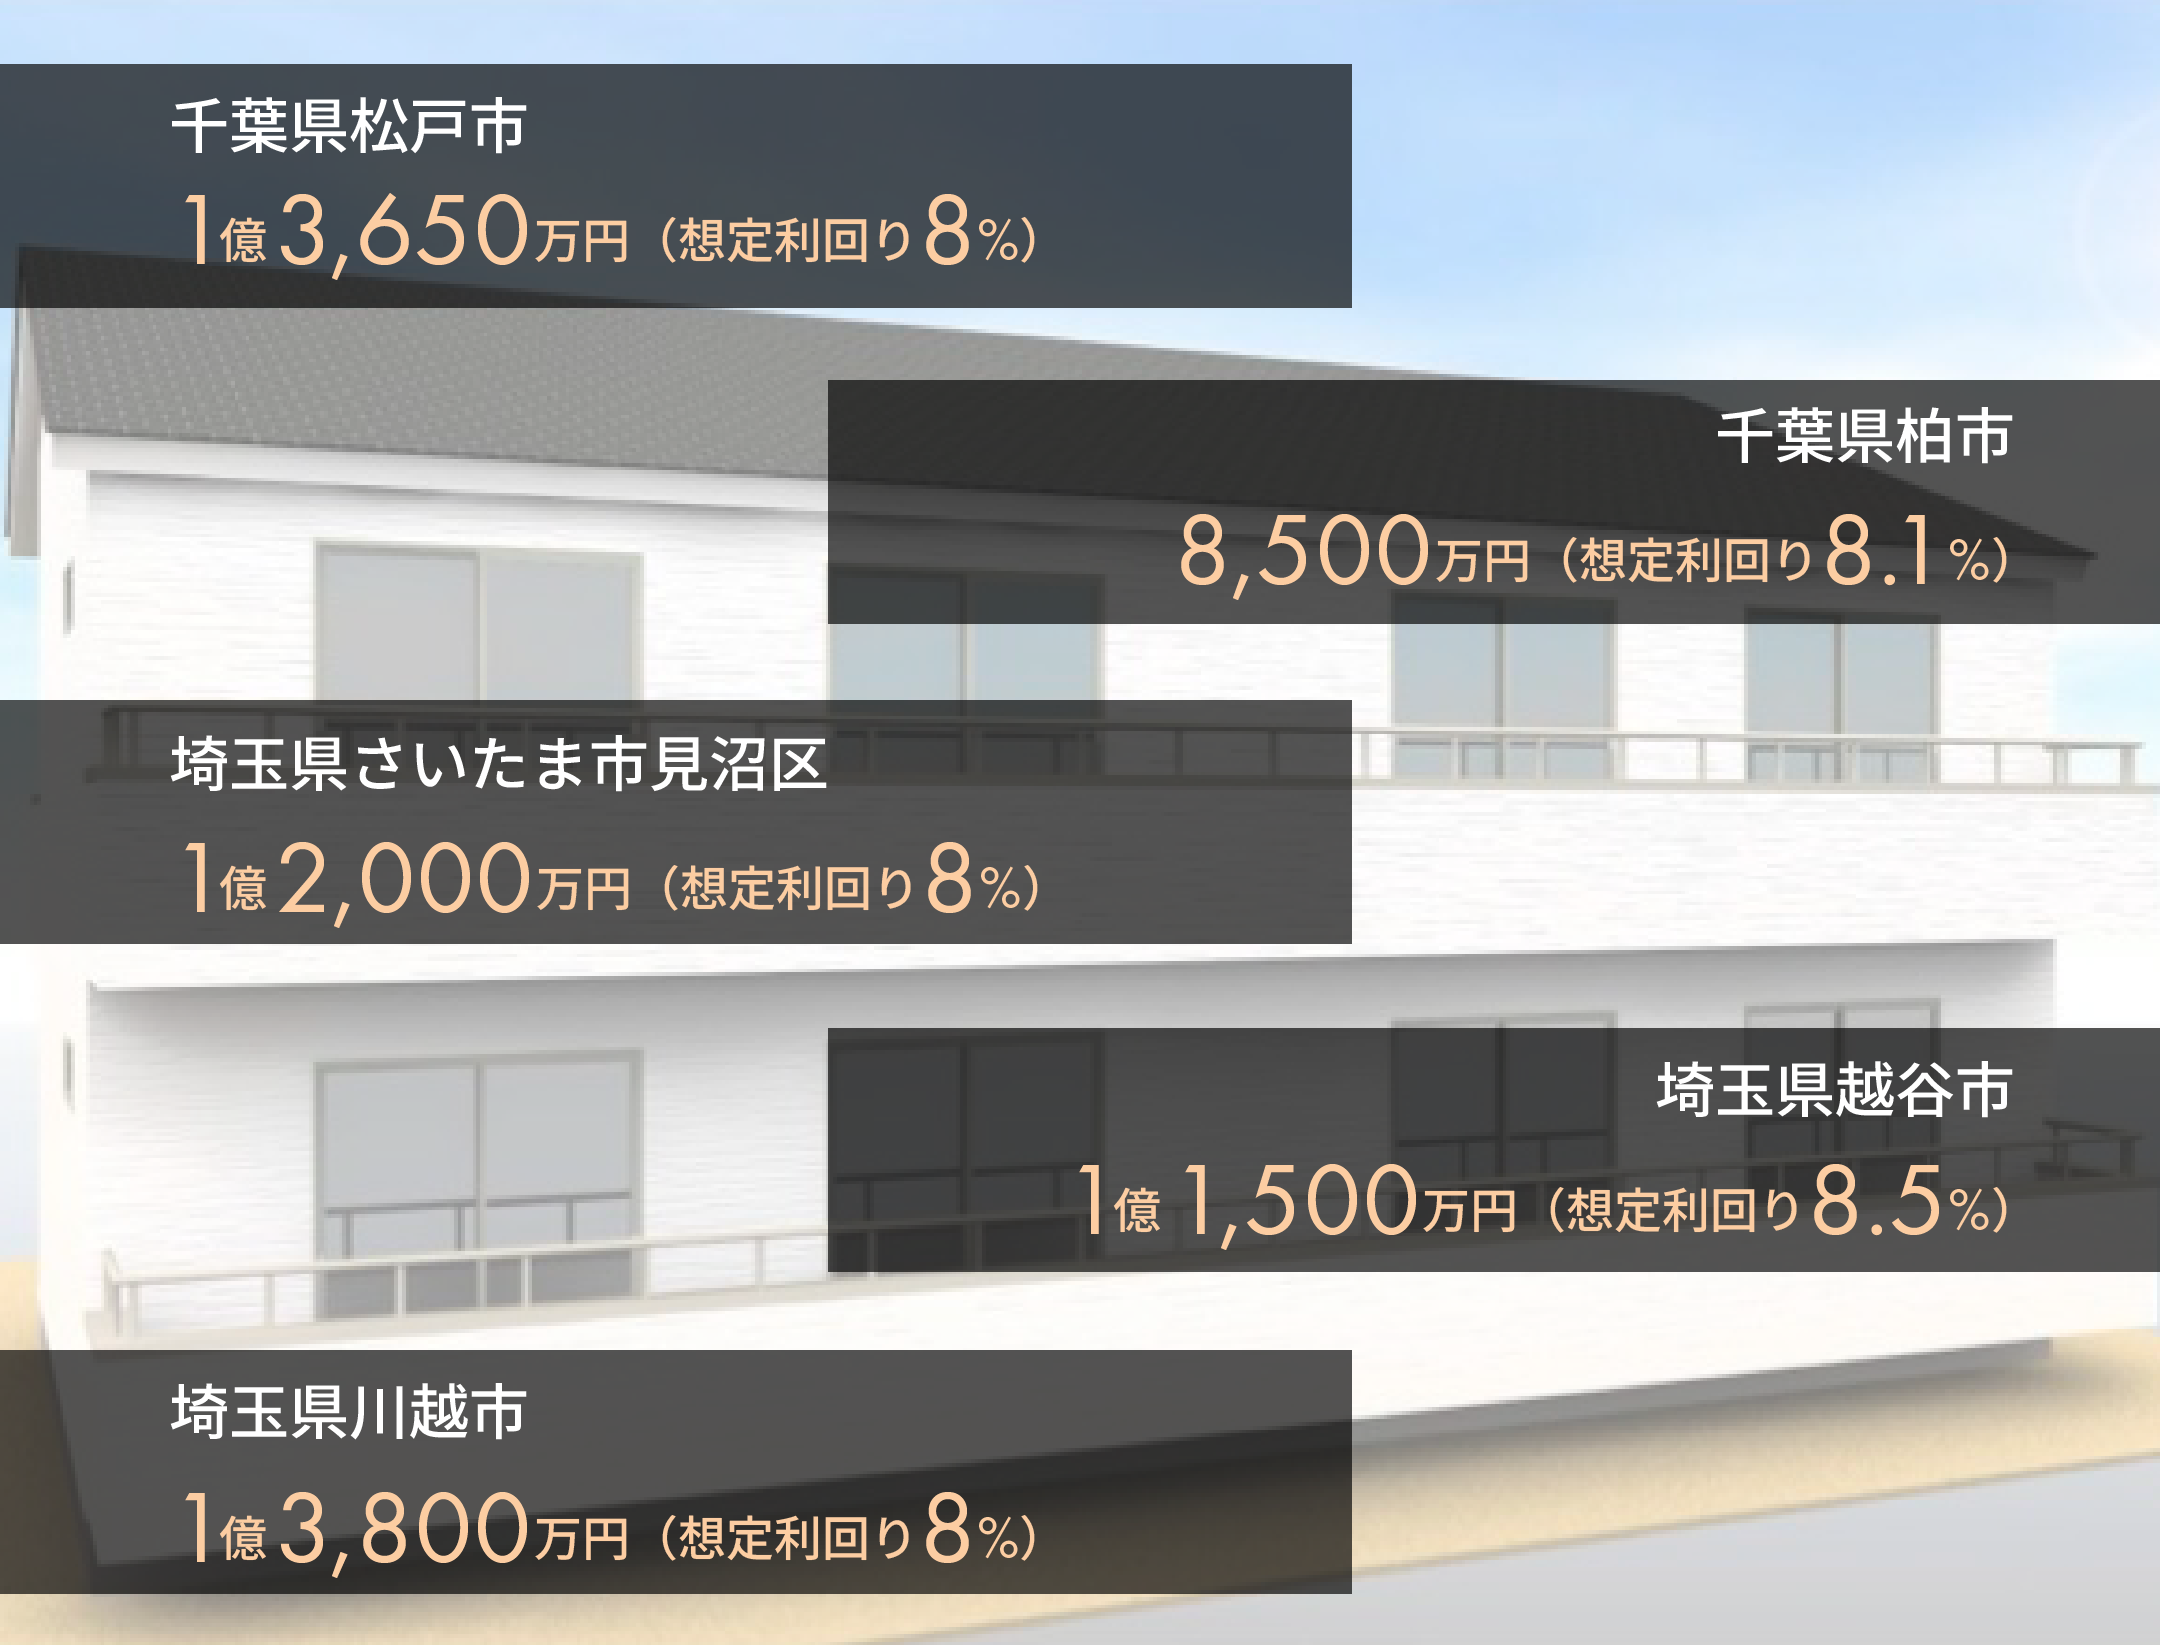 千葉県松戸市
1億3,650万円（想定利回り8%）
千葉県柏市
8,500万円（想定利回り8.1%）
埼玉県さいたま市見沼区
1億2,000万円（想定利回り8%）
埼玉県越谷市
1億1,500万円（想定利回り8.5%）
埼玉県川越市
1億3,800万円（想定利回り8%）